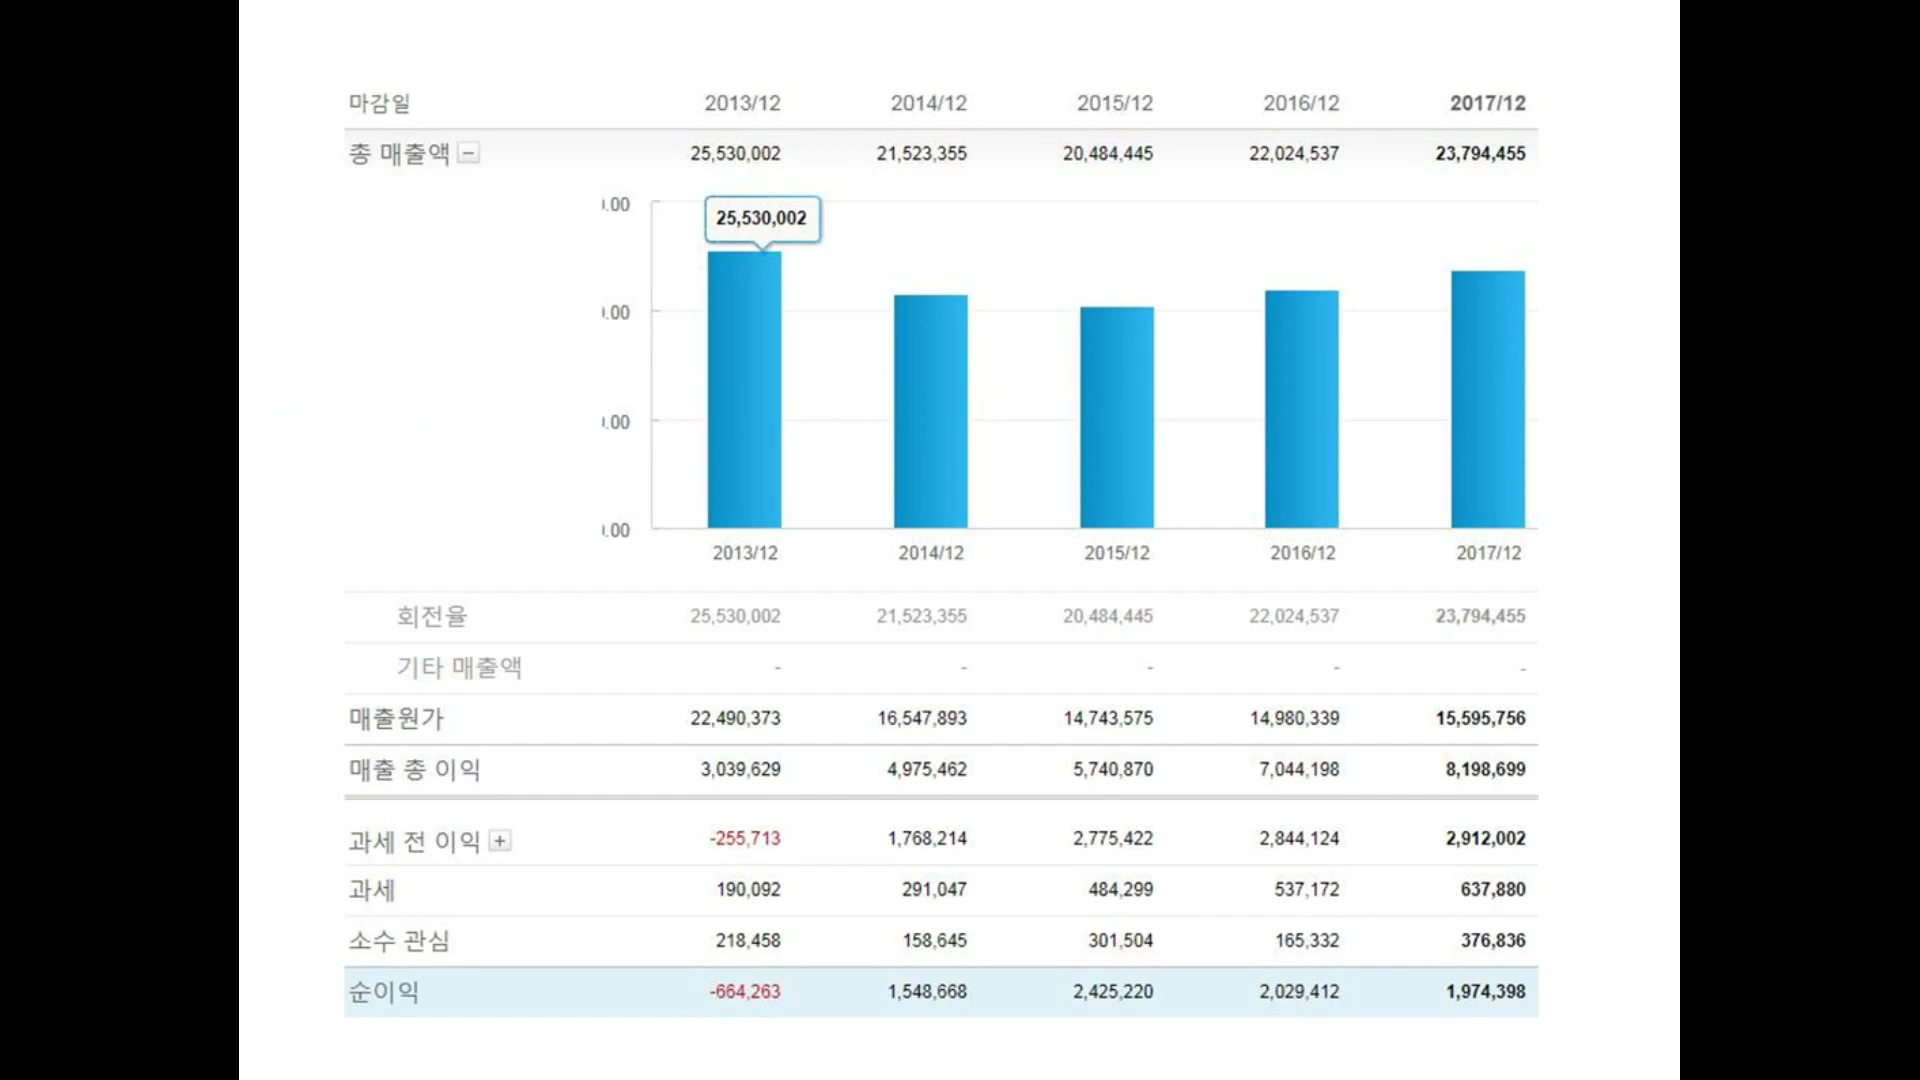 마감일 2013/12 2014/12 2015/12 2016/12 2017/12
총 매출액 25,530,002 21,523,355 20,484,445 22,024,537 23,794,455
.00
25,530,002
.00
.00
.00
2013/12 2014/12 2015/12 2016/12 2017/12
회전율 25,530,002 21,523,355 20,484,445 22,024,537 23,794,455
기타 매출액 - - - - -
매출원가 22,490,373 16,547,893 14,743,575 14,980,339 15,595,756
매출 총 이익 3,039,629 4,975,462 5,740,870 7,044,198 8,198,699
과세 전 이익 -255,713 1,768,214 2,775,422 2,844,124 2,912,002
과세 190,092 291,047 484,299 537,172 637,880
소수 관심 218,458 158,645 301,504 165,332 376,836
순이익 -664,263 1,548,668 2,425,220 2,029,412 1,974,398